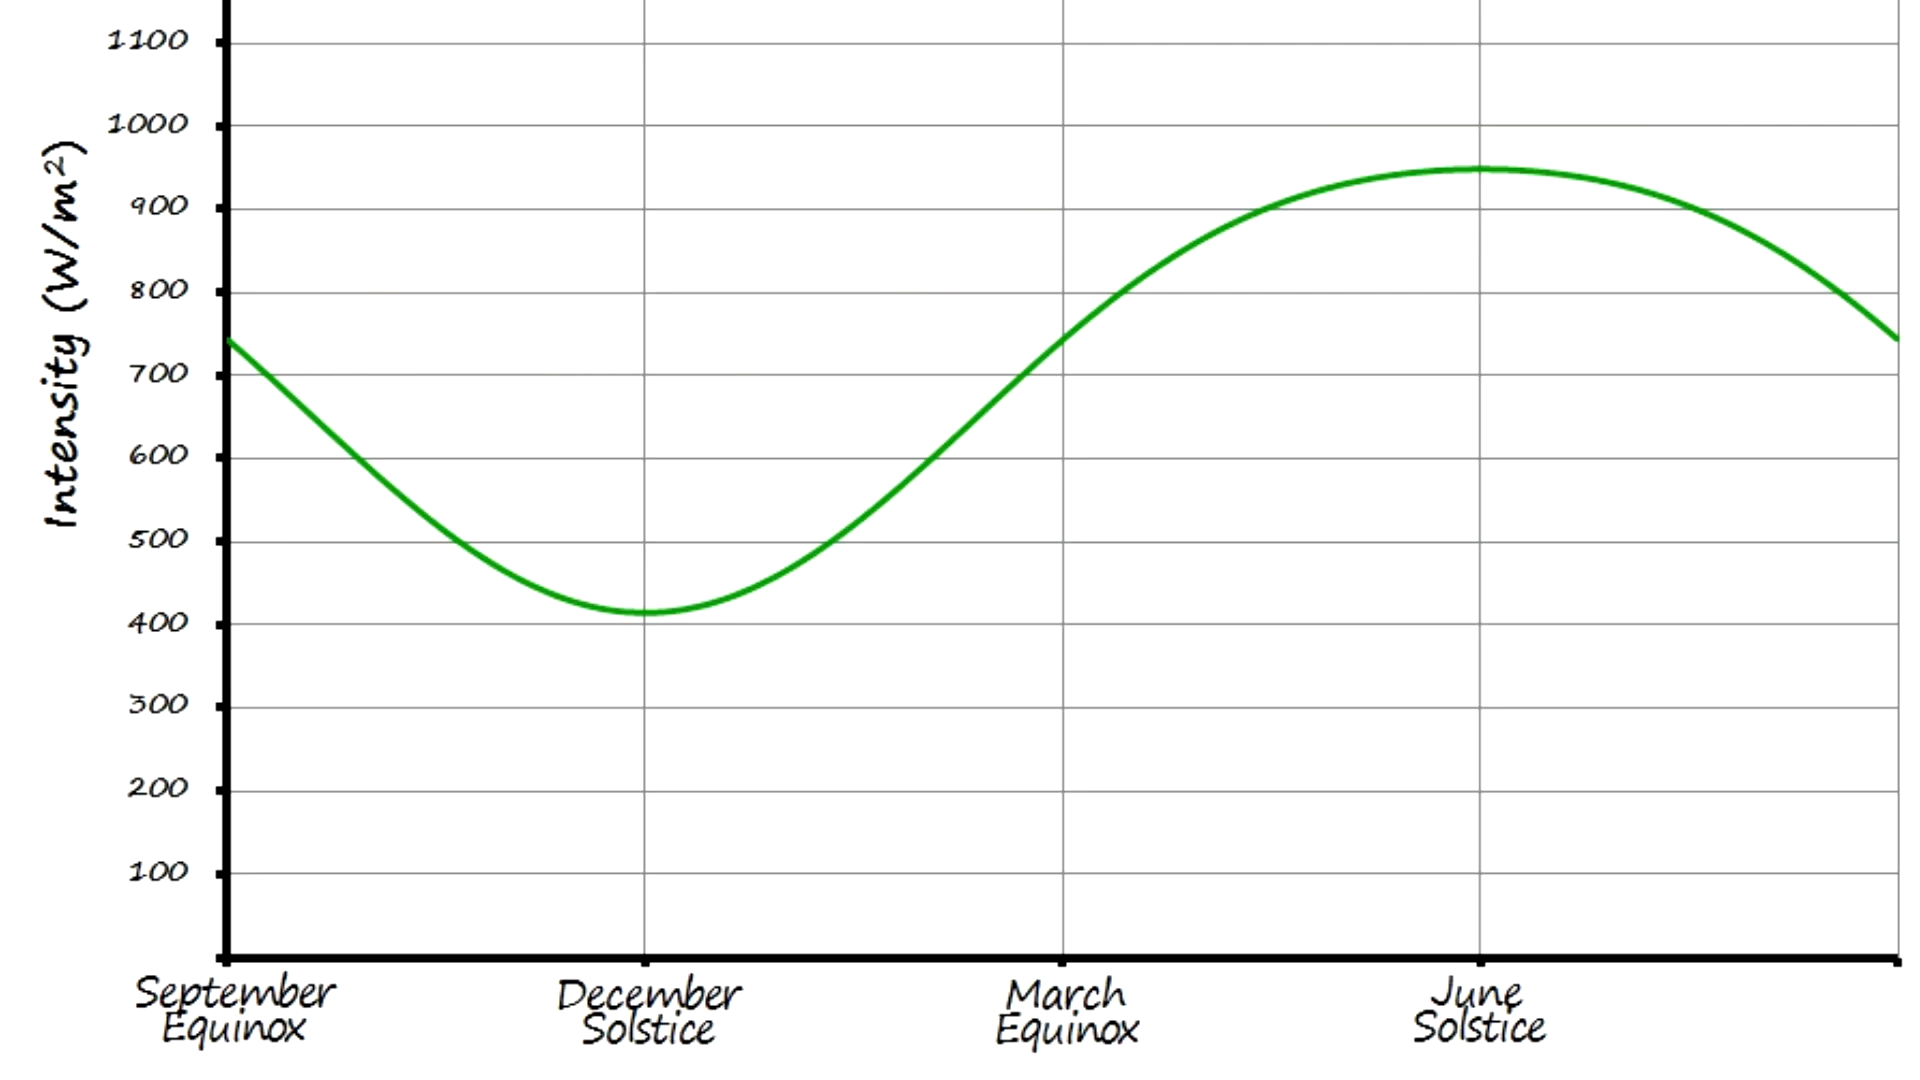 Intensity (W/m²)
1100
1000
900
800
700
600
500
400
300
200
100
September
Equinox
December
Solstice
March
Equinox
June
Solstice